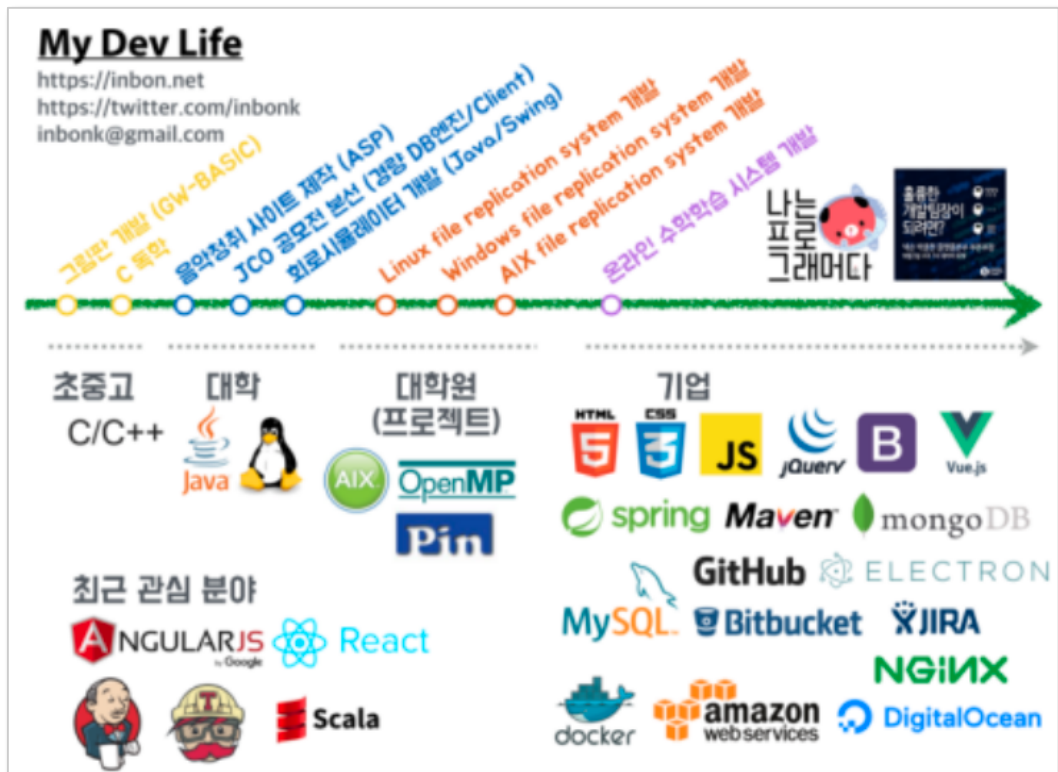 My Dev Life
https://inbon.net
https://twitter.com/inbonk
inbonk@gmail.com
그림판 개발 (GW-BASIC)
C 독학
음악청취 사이트 제작 (ASP)
JCO 공모전 본선 (경량 DB엔진/Client)
회로시뮬레이터 개발 (Java/Swing)
Linux file replication system 개발
Windows file replication system 개발
AIX file replication system 개발
온라인 수학학습 시스템 개발
나는
프로
그래머다
훌륭한
개발팀장이
되려면?
초중고
대학
대학원
(프로젝트)
기업
C/C++
Java
AIX
OpenMP
Pin
HTML
5
CSS
3
JS
jQuery
B
Vue.js
spring
Maven
mongoDB
GitHub
ELECTRON
MySQL
Bitbucket
JIRA
NGINX
docker
amazon
web services
DigitalOcean
최근 관심 분야
ANGULARJS
by Google
React
T
Scala